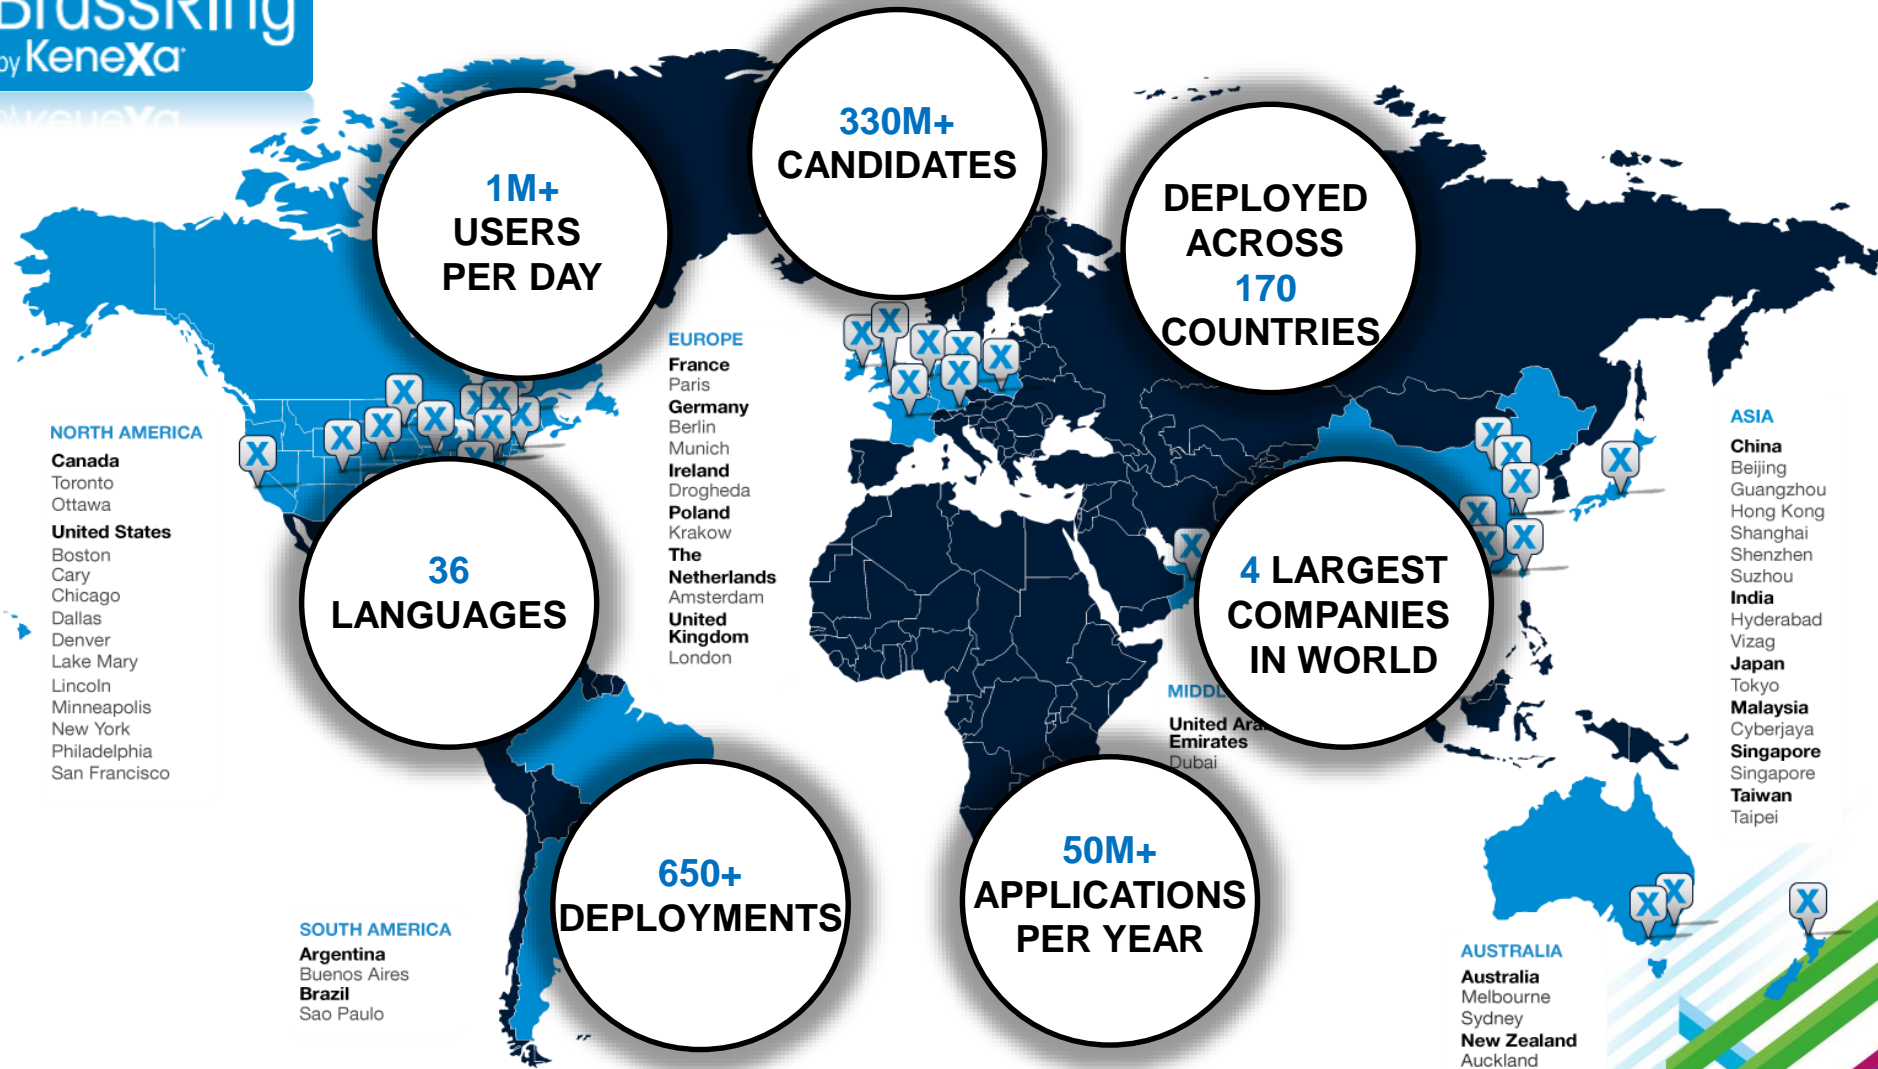 BrassRing
by Kenexa
330M+
CANDIDATES
1M+
USERS
PER DAY
DEPLOYED
ACROSS
170
COUNTRIES
36
LANGUAGES
4 LARGEST
COMPANIES
IN WORLD
650+
DEPLOYMENTS
50M+
APPLICATIONS
PER YEAR
NORTH AMERICA
Canada
Toronto
Ottawa
United States
Boston
Cary
Chicago
Dallas
Denver
Lake Mary
Lincoln
Minneapolis
New York
Philadelphia
San Francisco
SOUTH AMERICA
Argentina
Buenos Aires
Brazil
Sao Paulo
EUROPE
France
Paris
Germany
Berlin
Munich
Ireland
Drogheda
Poland
Krakow
The
Netherlands
Amsterdam
United
Kingdom
London
United
Emirates
Dubai
ASIA
China
Beijing
Guangzhou
Hong Kong
Shanghai
Shenzhen
Suzhou
India
Hyderabad
Vizag
Japan
Tokyo
Malaysia
Cyberjaya
Singapore
Singapore
Taiwan
Taipei
AUSTRALIA
Australia
Melbourne
Sydney
New Zealand
Auckland